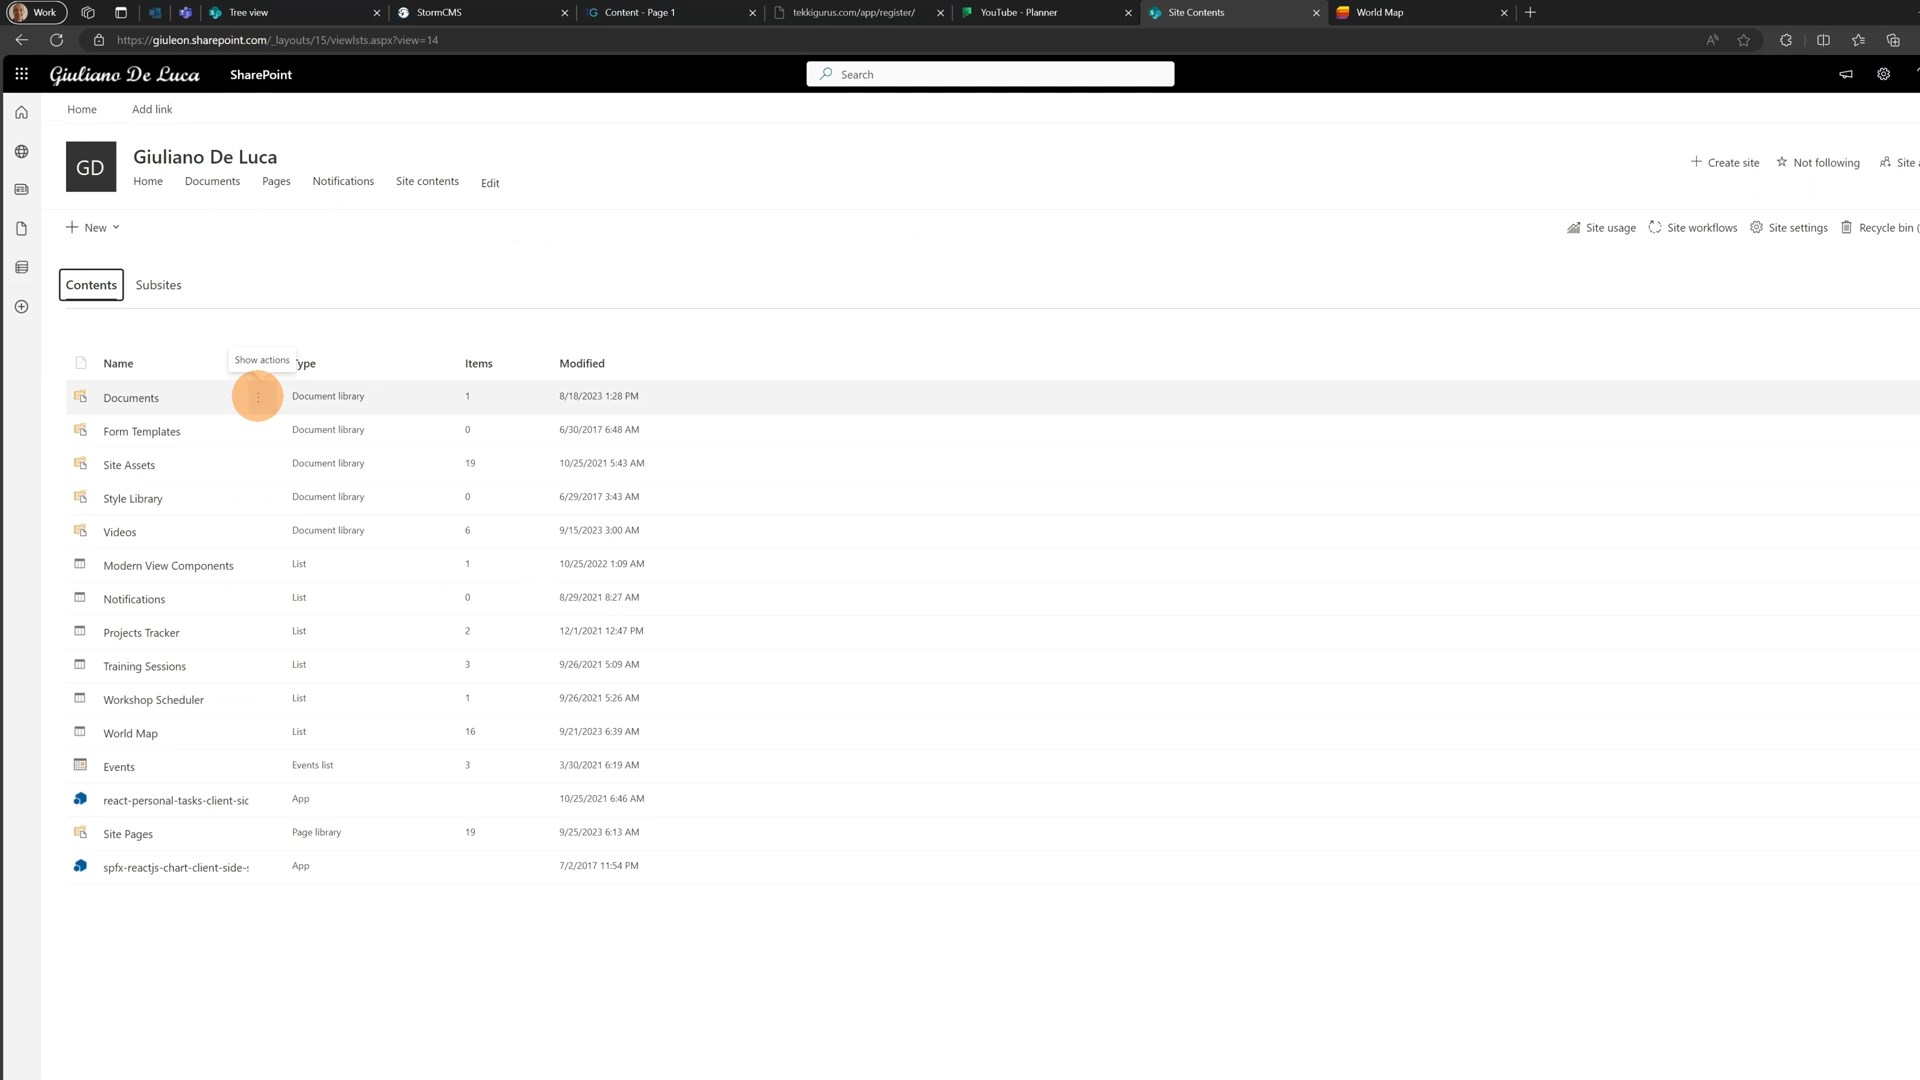 Work
Tree view
StormCMS
Content - Page 1
tekkigurus.com/app/register/
YouTube - Planner
Site Contents
World Map
https://giuleon.sharepoint.com/_layouts/15/viewlsts.aspx?view=14
Giuliano De Luca
SharePoint
Search
Home
Add link
GD
Giuliano De Luca
Home
Documents
Pages
Notifications
Site contents
Edit
Create site
Not following
Site a
New
Site usage
Site workflows
Site settings
Recycle bin (
Contents
Subsites
Show actions
Name
ype
Items
Modified
Documents Document library 1 8/18/2023 1:28 PM
Form Templates Document library 0 6/30/2017 6:48 AM
Site Assets Document library 19 10/25/2021 5:43 AM
Style Library Document library 0 6/29/2017 3:43 AM
Videos Document library 6 9/15/2023 3:00 AM
Modern View Components List 1 10/25/2022 1:09 AM
Notifications List 0 8/29/2021 8:27 AM
Projects Tracker List 2 12/1/2021 12:47 PM
Training Sessions List 3 9/26/2021 5:09 AM
Workshop Scheduler List 1 9/26/2021 5:26 AM
World Map List 16 9/21/2023 6:39 AM
Events Events list 3 3/30/2021 6:19 AM
react-personal-tasks-client-sic App 10/25/2021 6:46 AM
Site Pages Page library 19 9/25/2023 6:13 AM
spfx-reactjs-chart-client-side-s App 7/2/2017 11:54 PM